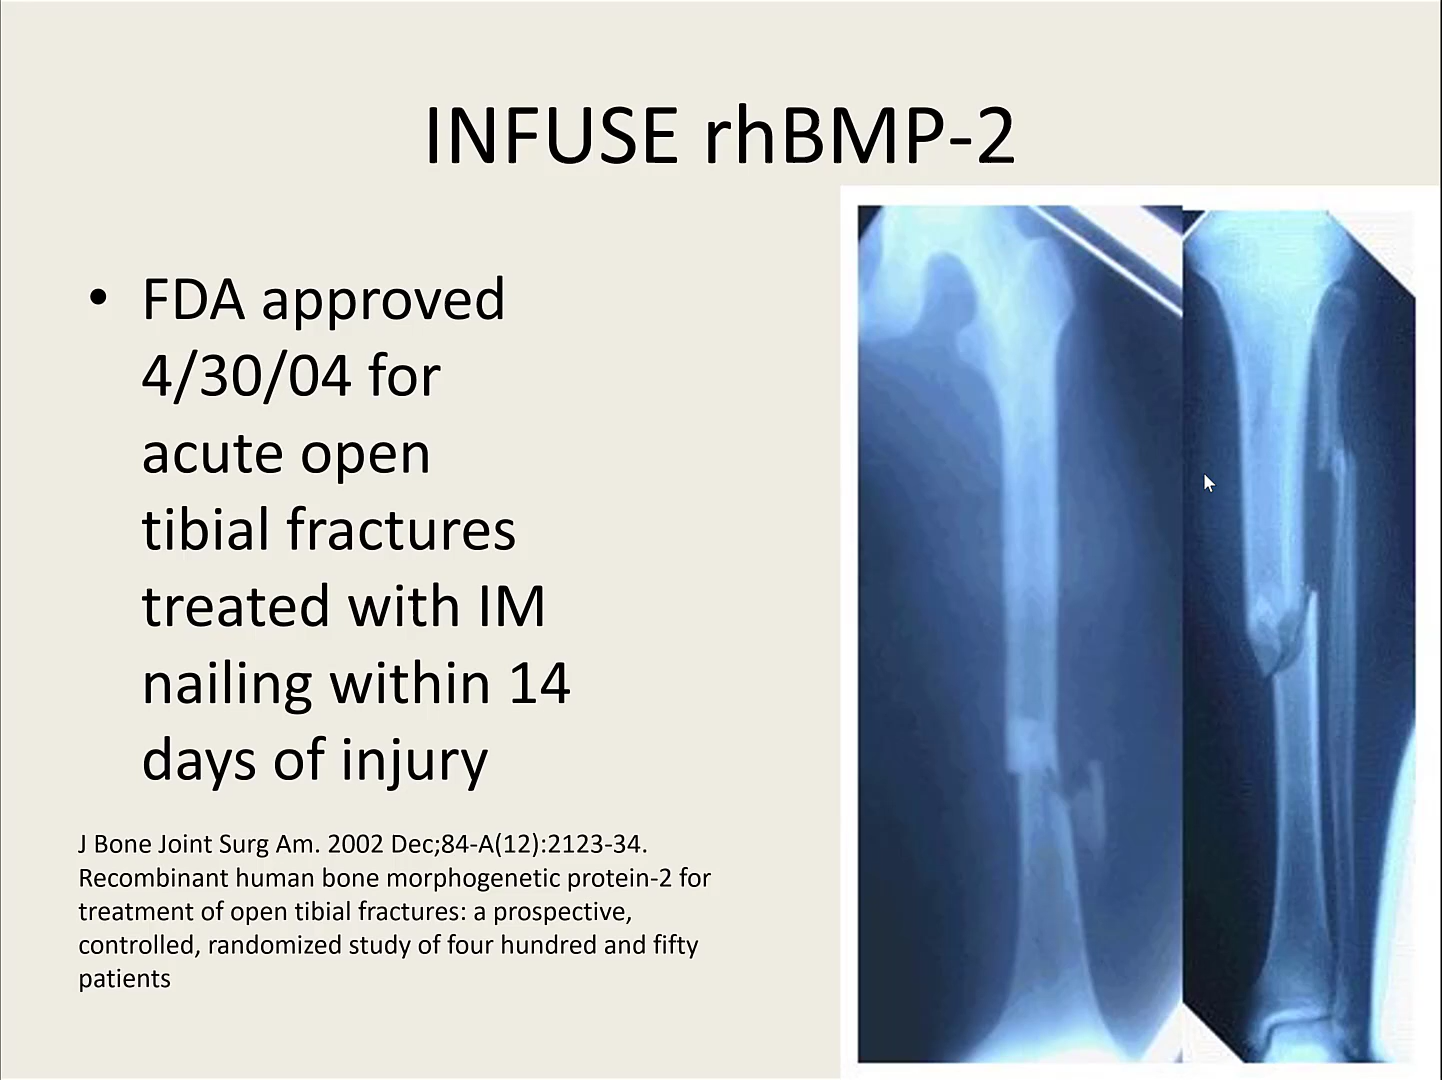 INFUSE rhBMP-2
• FDA approved
4/30/04 for
acute open
tibial fractures
treated with IM
nailing within 14
days of injury
J Bone Joint Surg Am. 2002 Dec;84-A(12):2123-34.
Recombinant human bone morphogenetic protein-2 for
treatment of open tibial fractures: a prospective,
controlled, randomized study of four hundred and fifty
patients